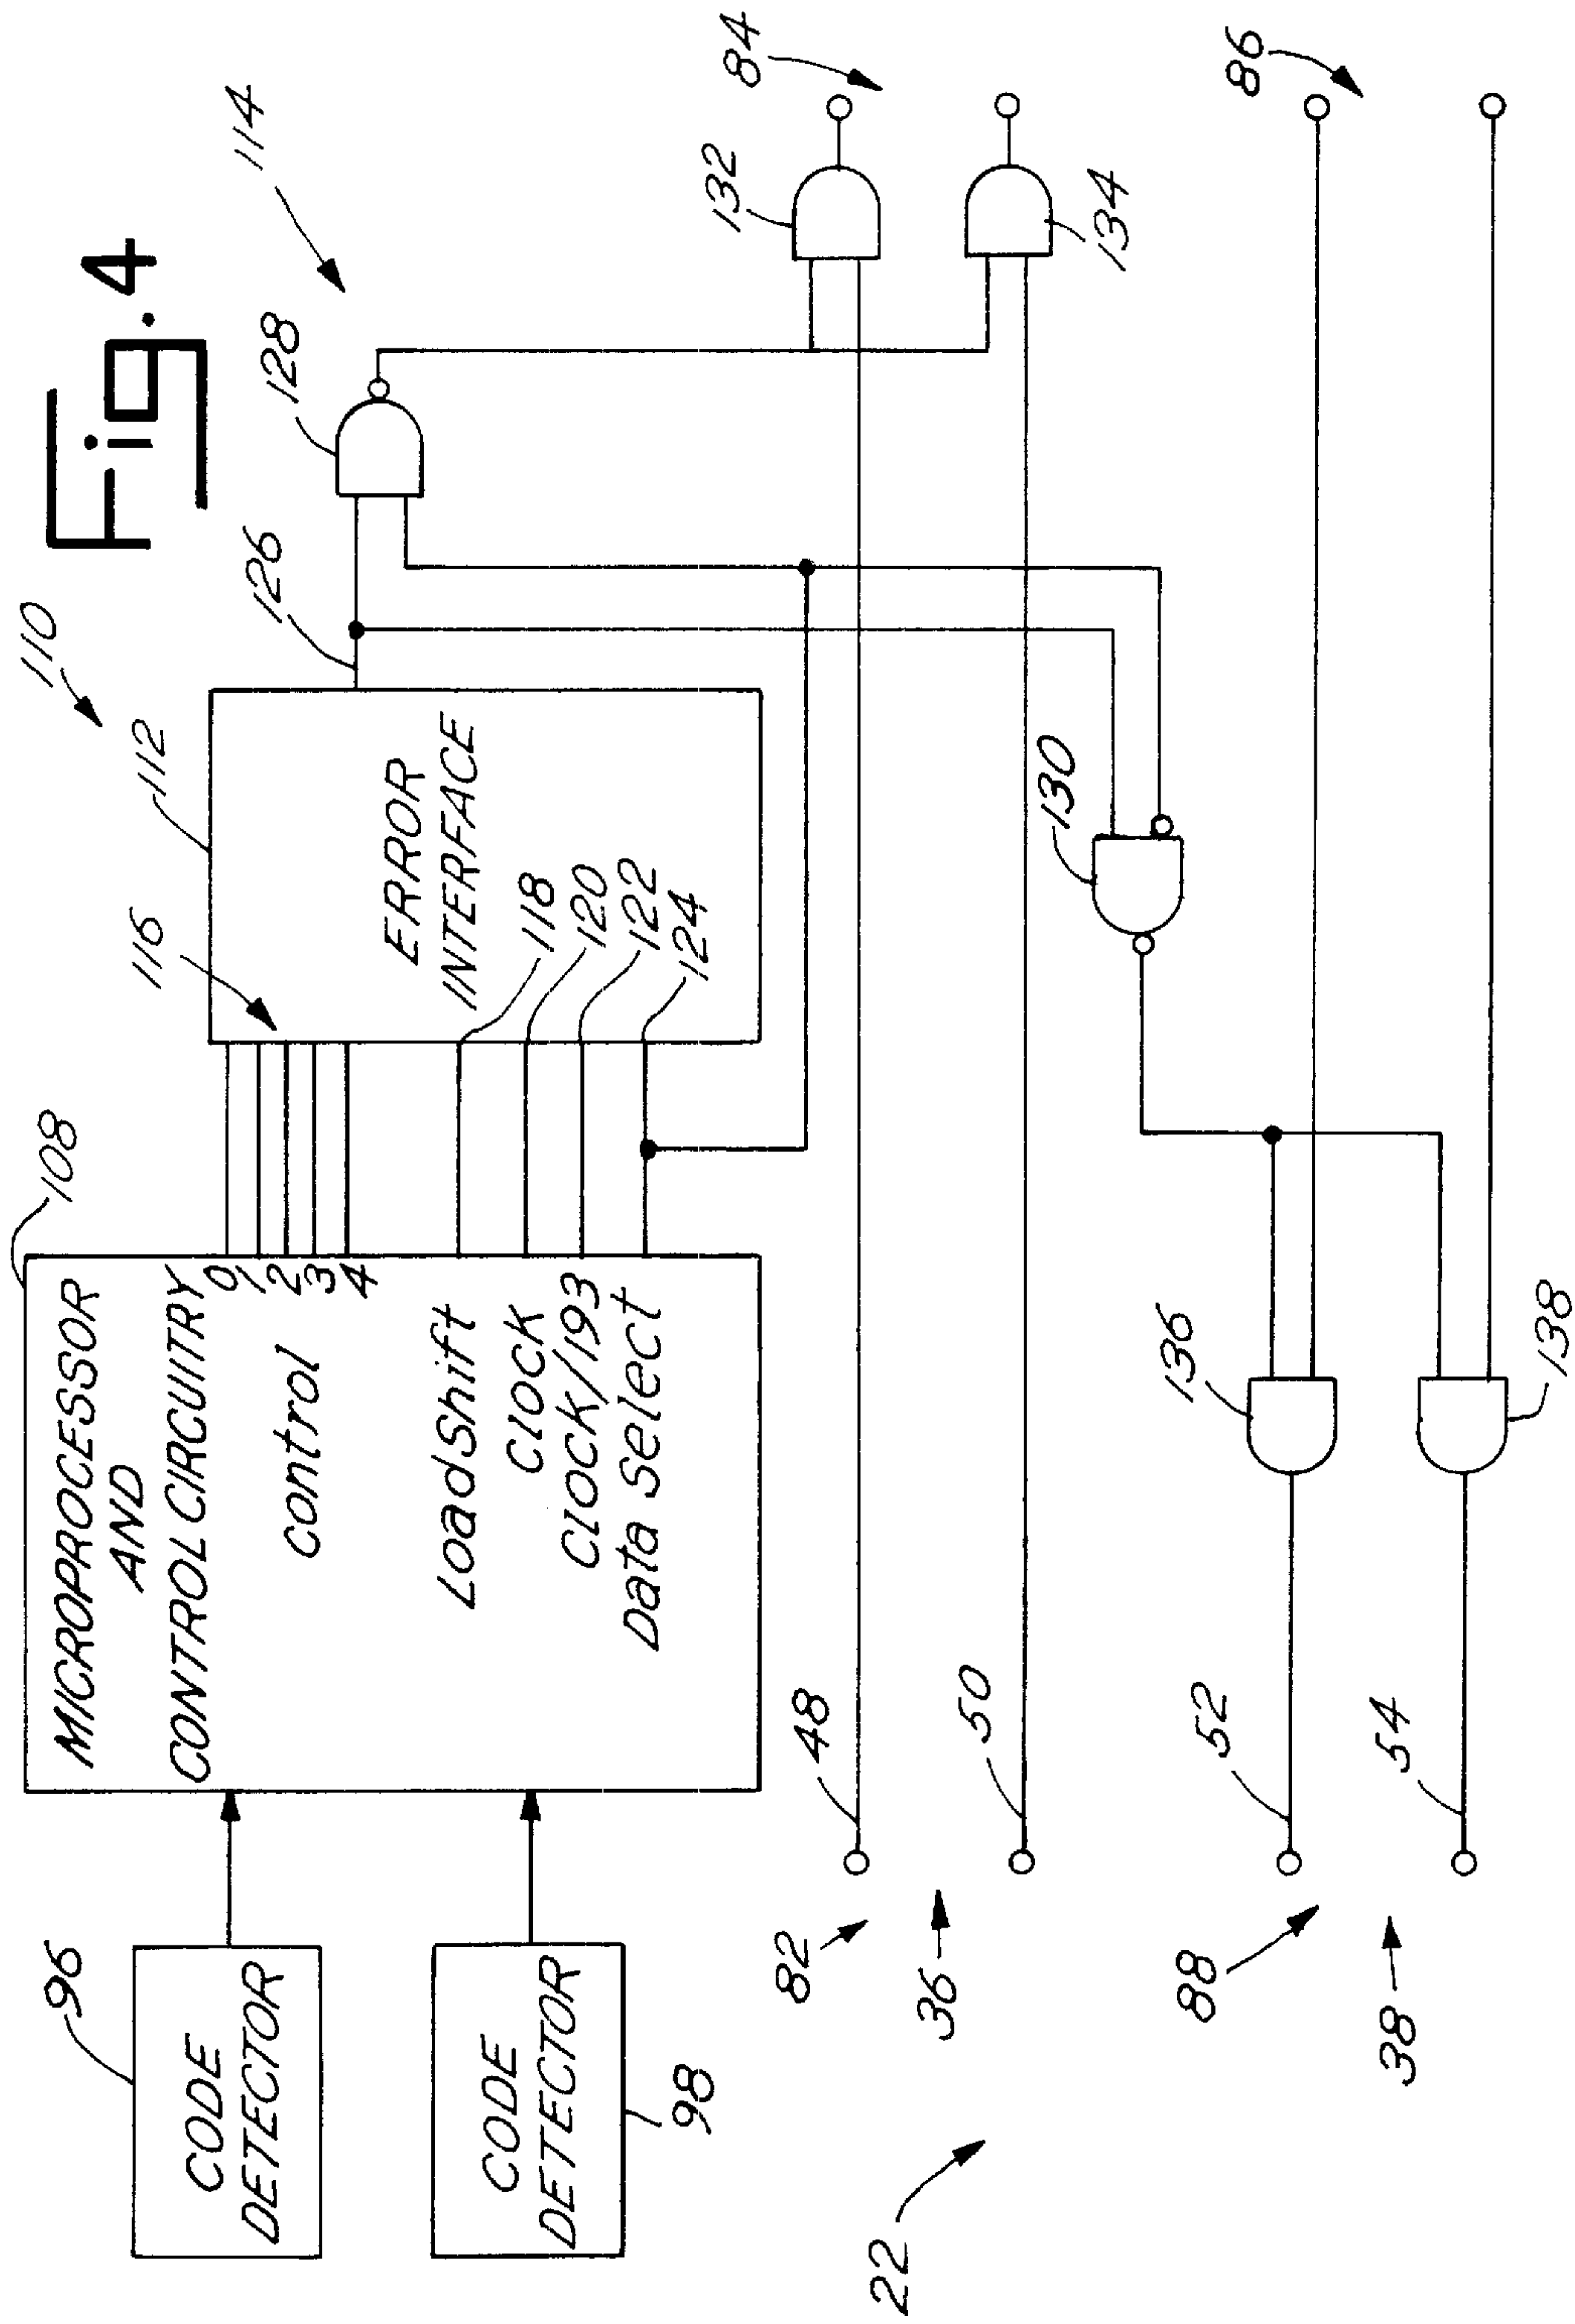 Fig. 4
110
114
108
116
112
126
128
96
CODE
DETECTOR
98
CODE
DETECTOR
MICROPROCESSOR
AND
CONTROL CIRCUITRY
0
1
2
3
4
Control
Load Shift
Clock
Clock/193
Data Select
ERROR
INTERFACE
118
120
122
124
132
84
134
82
36
48
50
130
86
88
38
52
54
136
138
22